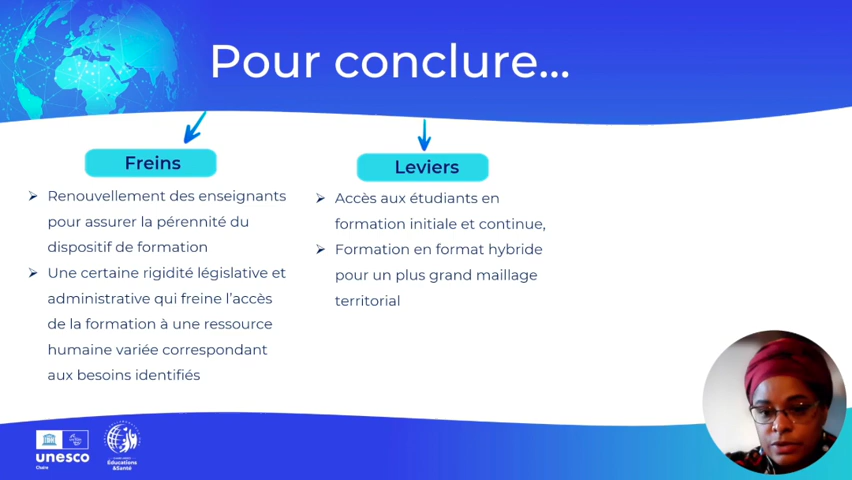 Pour conclure...
Freins
Renouvellement des enseignants
pour assurer la pérennité du
dispositif de formation
Une certaine rigidité législative et
administrative qui freine l’accès
de la formation à une ressource
humaine variée correspondant
aux besoins identifiés
Leviers
Accès aux étudiants en
formation initiale et continue,
Formation en format hybride
pour un plus grand maillage
territorial
unesco
Chaire
Éducations
&Santé